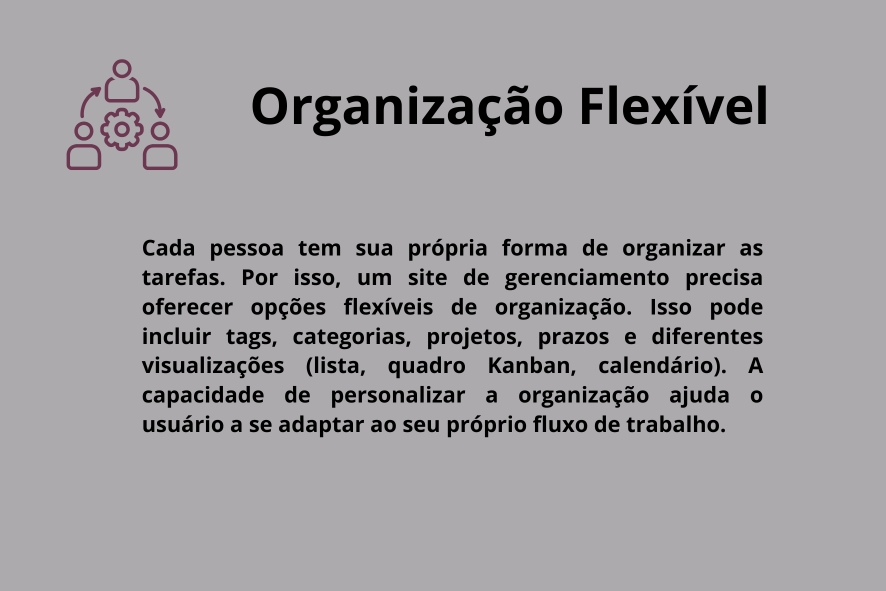 Organização Flexível
Cada pessoa tem sua própria forma de organizar as
tarefas. Por isso, um site de gerenciamento precisa
oferecer opções flexíveis de organização. Isso pode
incluir tags, categorias, projetos, prazos e diferentes
visualizações (lista, quadro Kanban, calendário). A
capacidade de personalizar a organização ajuda o
usuário a se adaptar ao seu próprio fluxo de trabalho.